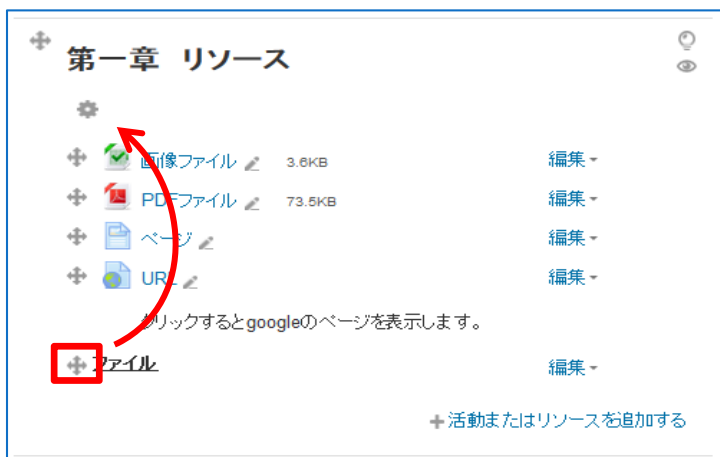 第一章 リソース
画像ファイル 3.6KB 編集
PDFファイル 73.5KB 編集
ページ 編集
URL 編集
クリックするとgoogleのページを表示します。
ファイル 編集
+活動またはリソースを追加する